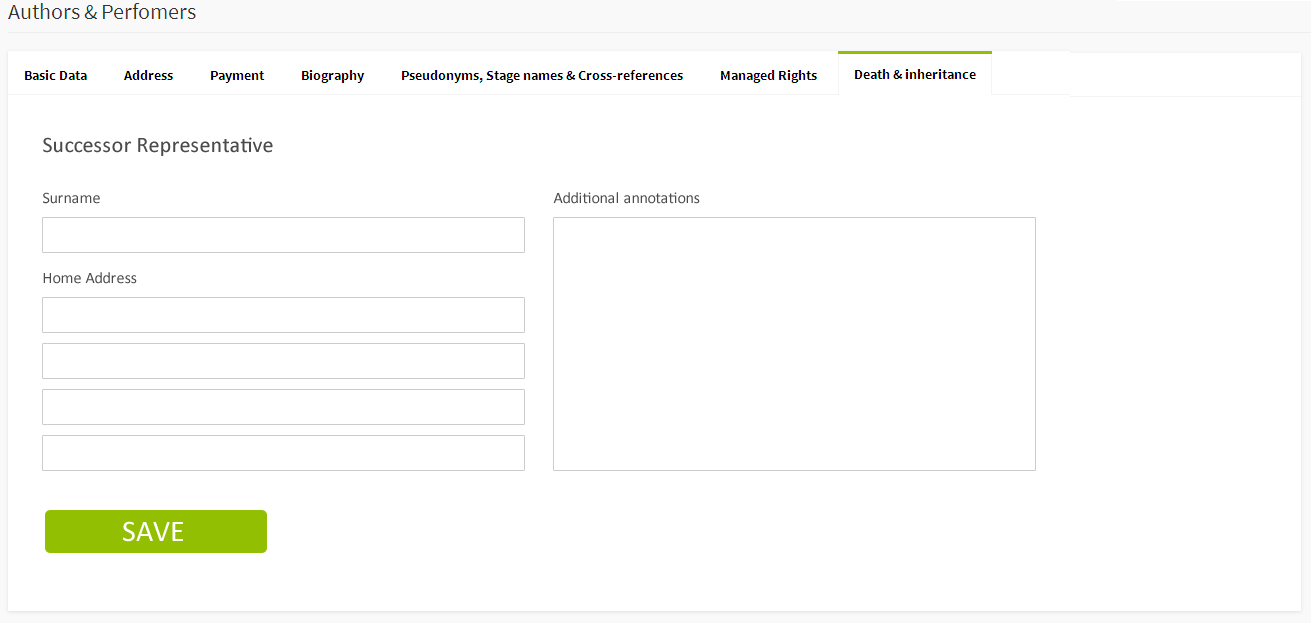 Authors & Perfomers
Basic Data Address Payment Biography Pseudonyms, Stage names & Cross-references Managed Rights Death & inheritance
Successor Representative
Surname
Additional annotations
Home Address
SAVE